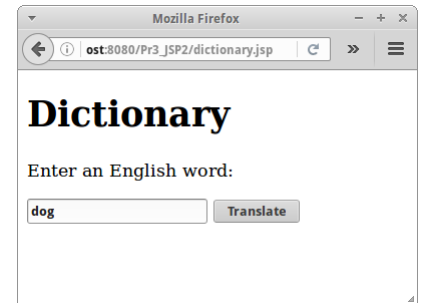 Mozilla Firefox
ost:8080/Pr3_JSP2/dictionary.jsp
Dictionary
Enter an English word:
dog Translate